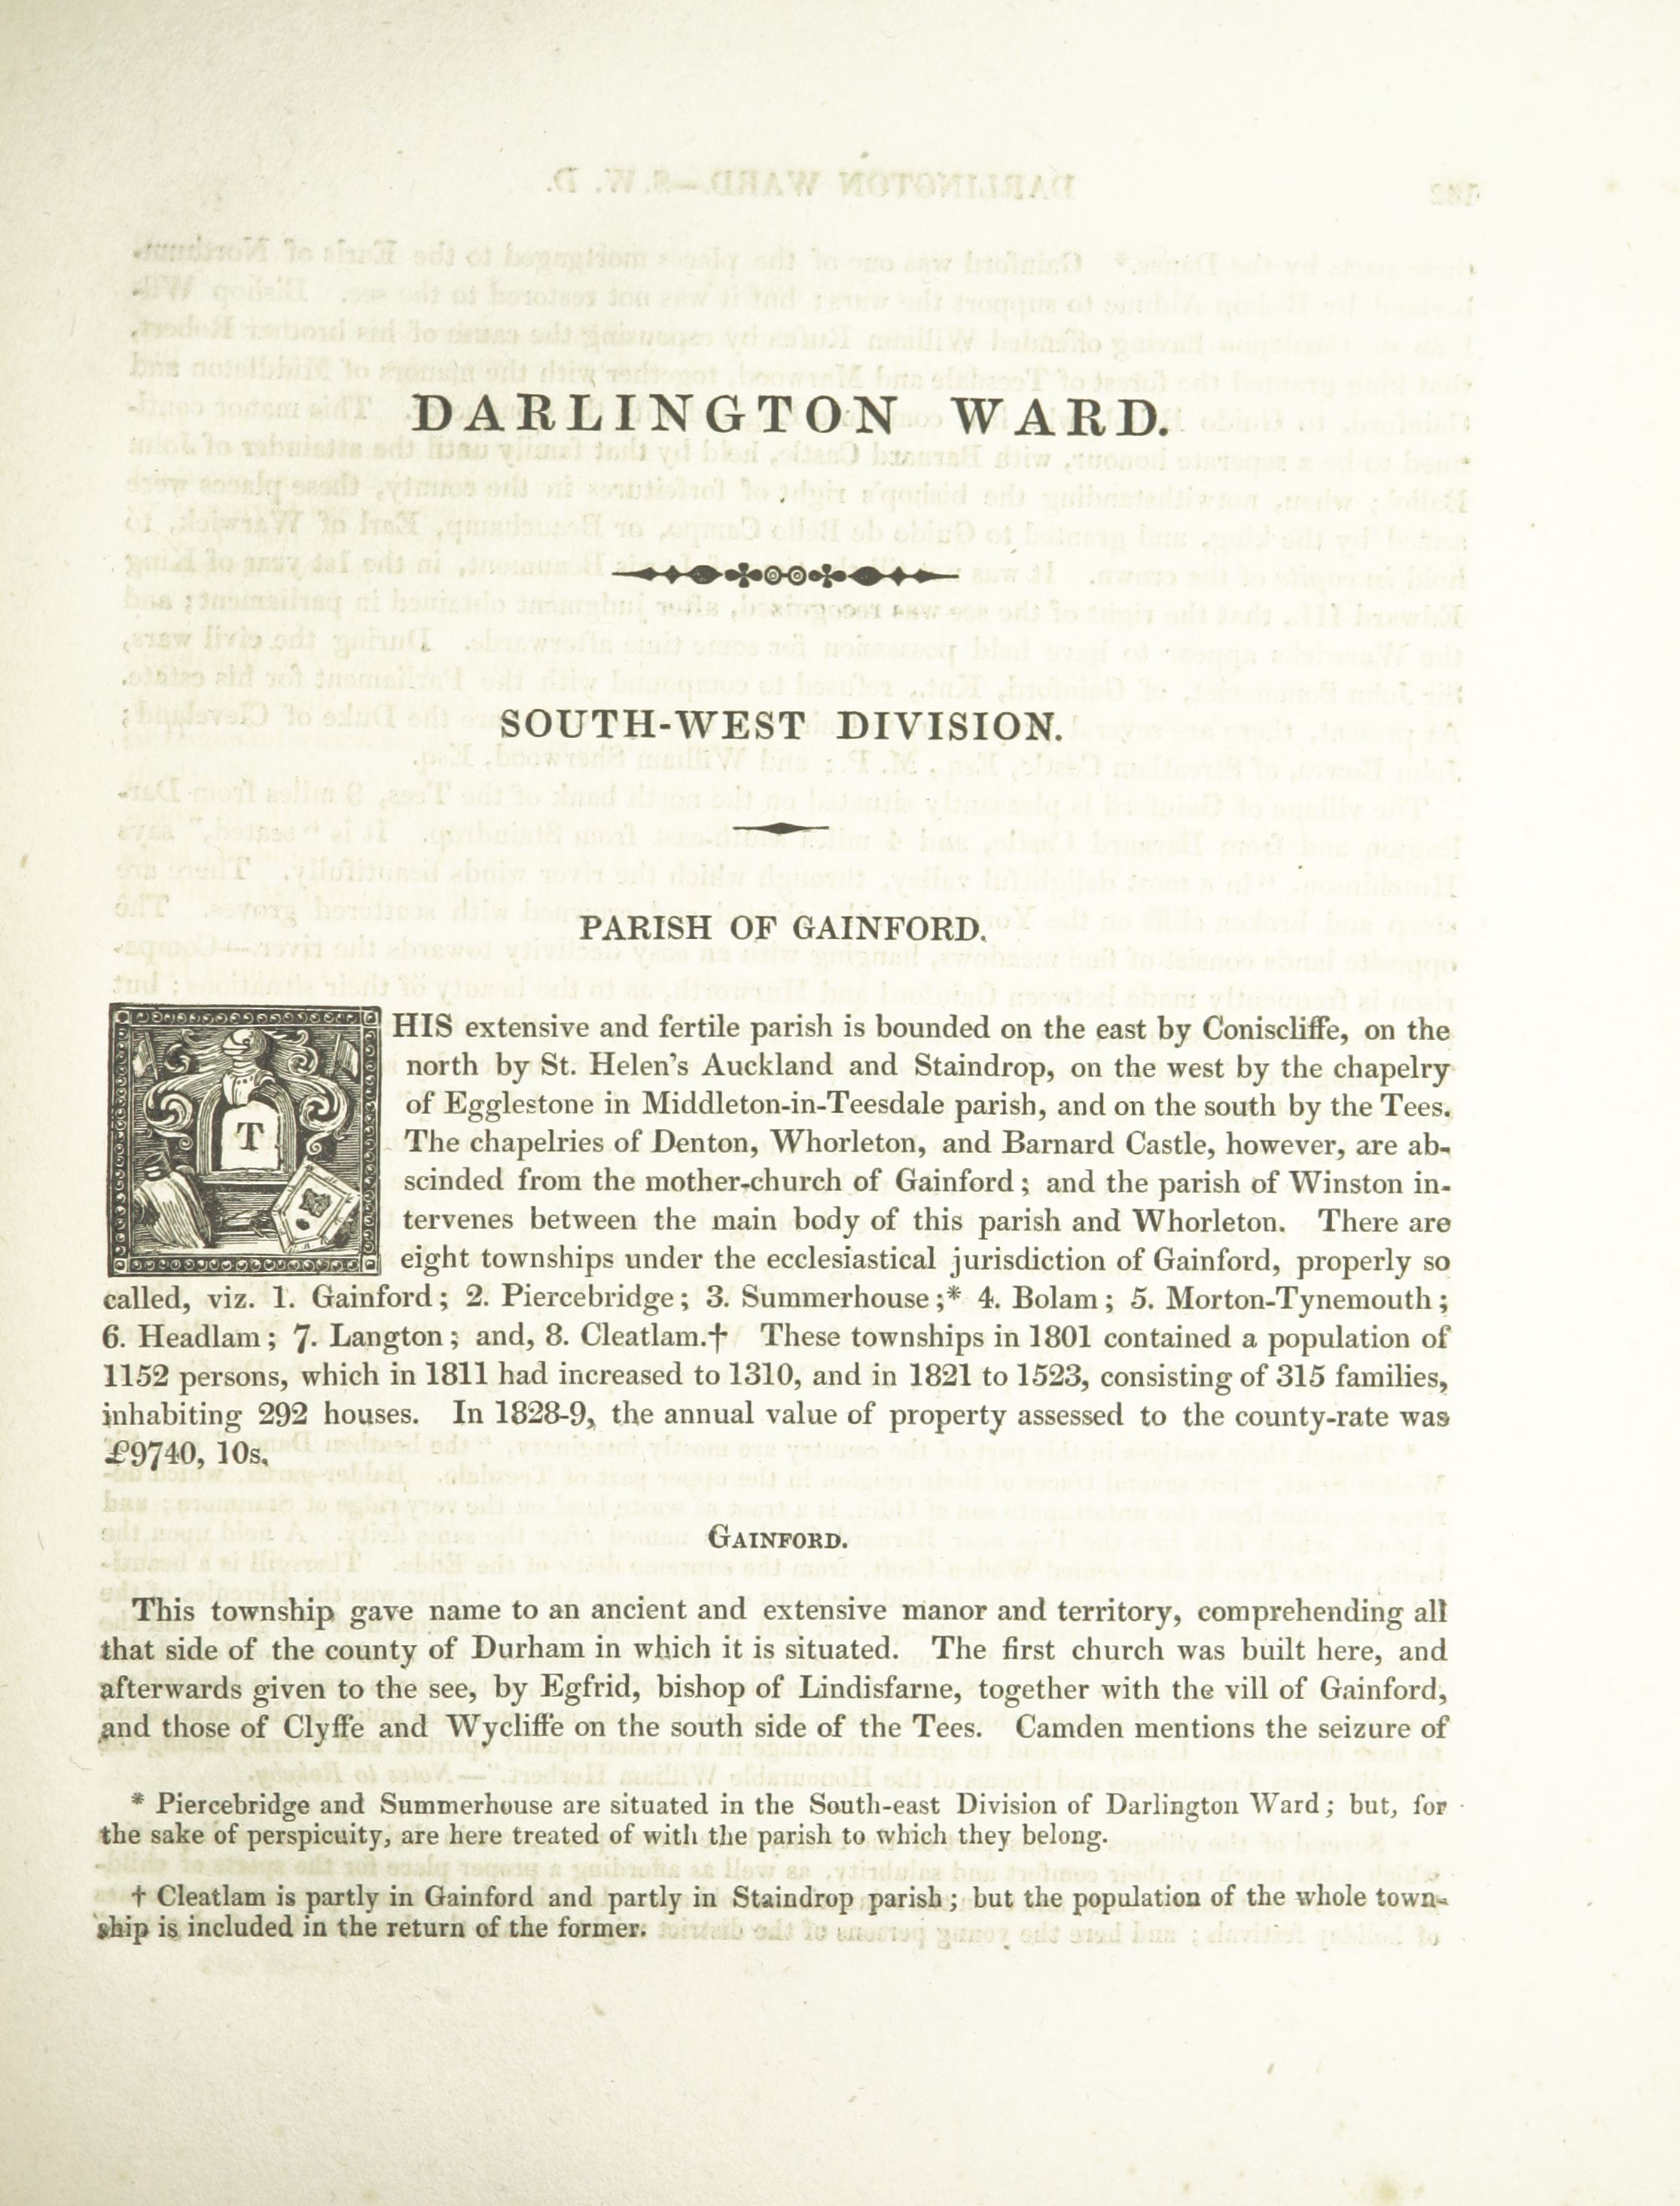 DARLINGTON WARD.
SOUTH-WEST DIVISION.
PARISH OF GAINFORD.
THIS extensive and fertile parish is bounded on the east by Coniscliffe, on the
north by St. Helen's Auckland and Staindrop, on the west by the chapelry
of Egglestone in Middleton-in-Teesdale parish, and on the south by the Tees.
The chapelries of Denton, Whorleton, and Barnard Castle, however, are ab-
scinded from the mother-church of Gainford; and the parish of Winston in-
tervenes between the main body of this parish and Whorleton. There are
eight townships under the ecclesiastical jurisdiction of Gainford, properly so
called, viz. 1. Gainford; 2. Piercebridge; 3. Summerhouse;* 4. Bolam; 5. Morton-Tynemouth;
6. Headlam; 7. Langton; and, 8. Cleatlam.† These townships in 1801 contained a population of
1152 persons, which in 1811 had increased to 1310, and in 1821 to 1523, consisting of 315 families,
inhabiting 292 houses. In 1828-9, the annual value of property assessed to the county-rate was
£9740, 10s.
GAINFORD.
This township gave name to an ancient and extensive manor and territory, comprehending all
that side of the county of Durham in which it is situated. The first church was built here, and
afterwards given to the see, by Egfrid, bishop of Lindisfarne, together with the vill of Gainford,
and those of Clyffe and Wycliffe on the south side of the Tees. Camden mentions the seizure of
* Piercebridge and Summerhouse are situated in the South-east Division of Darlington Ward; but, for
the sake of perspicuity, are here treated of with the parish to which they belong.
† Cleatlam is partly in Gainford and partly in Staindrop parish; but the population of the whole town-
ship is included in the return of the former.